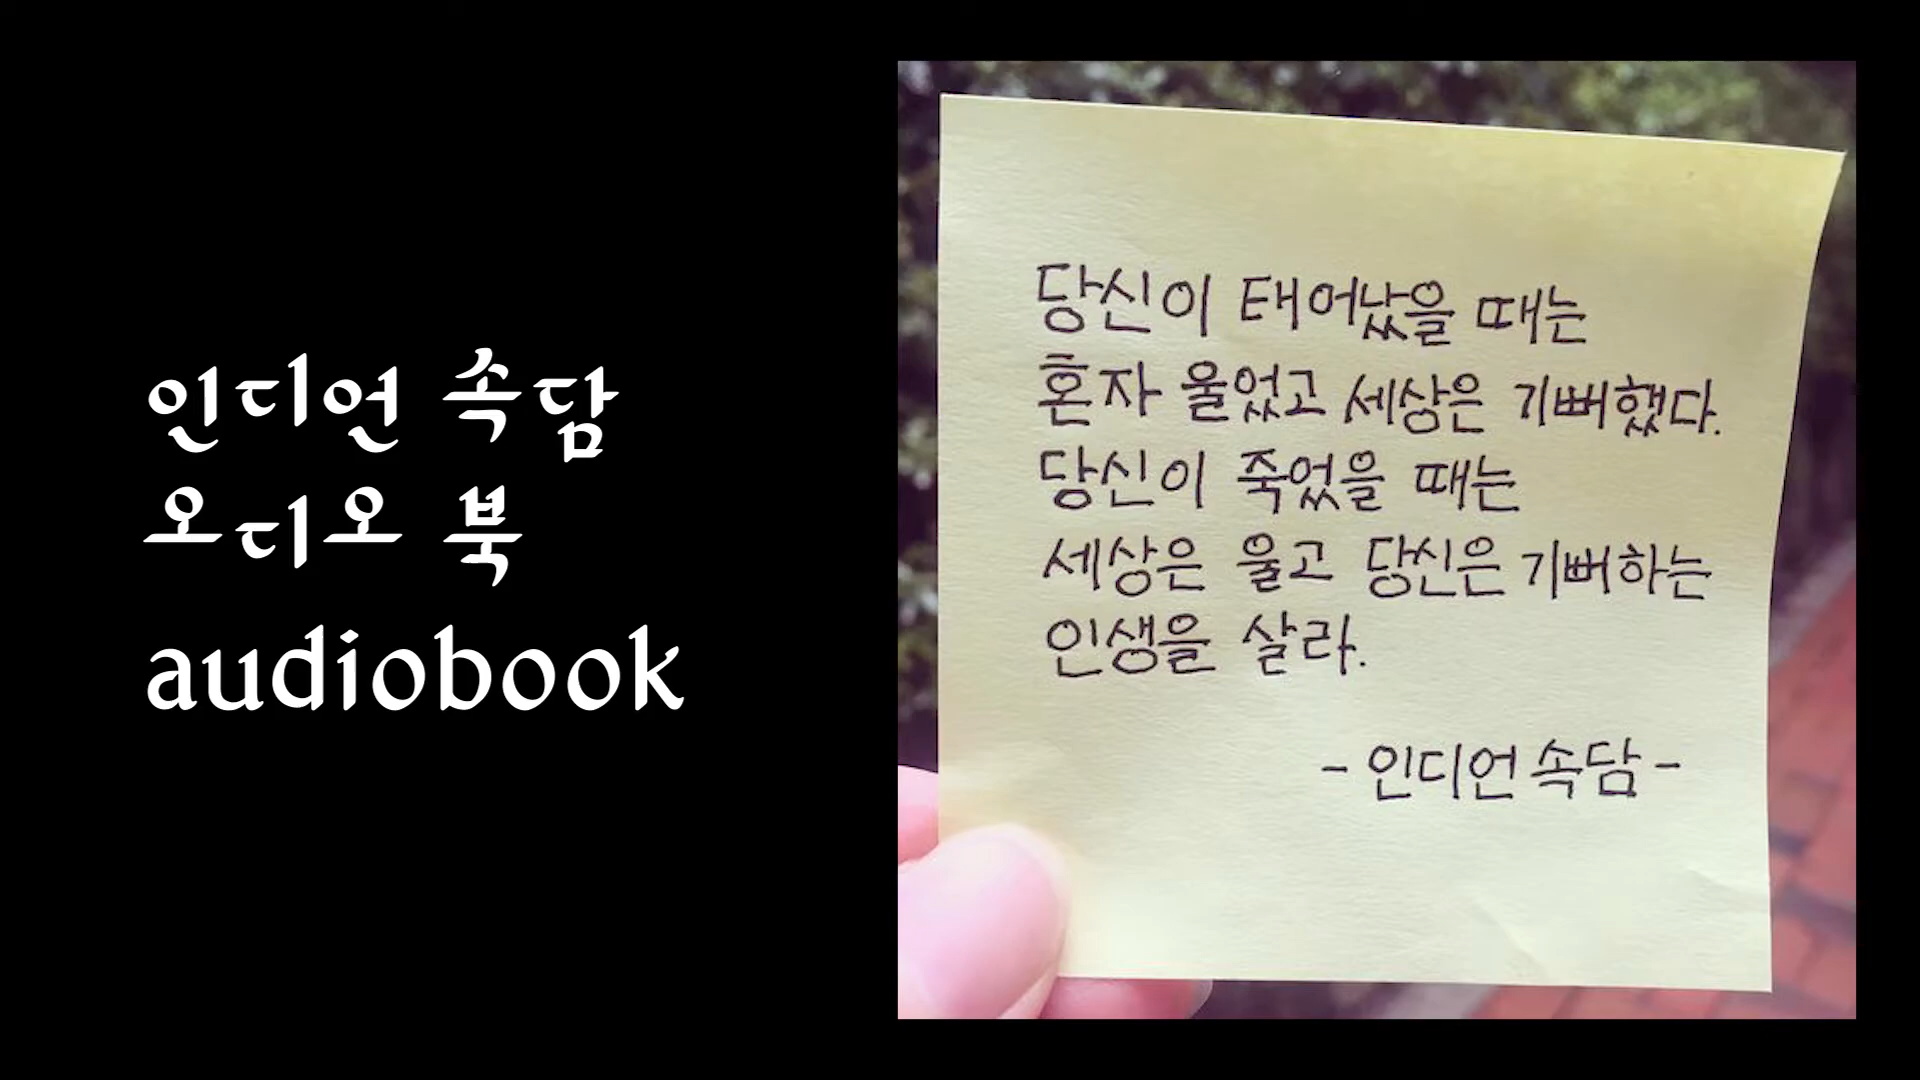 인디언 속담
오디오 북
audiobook
당신이 태어났을 때는
혼자 울었고 세상은 기뻐했다.
당신이 죽었을 때는
세상은 울고 당신은 기뻐하는
인생을 살라.
- 인디언 속담 -